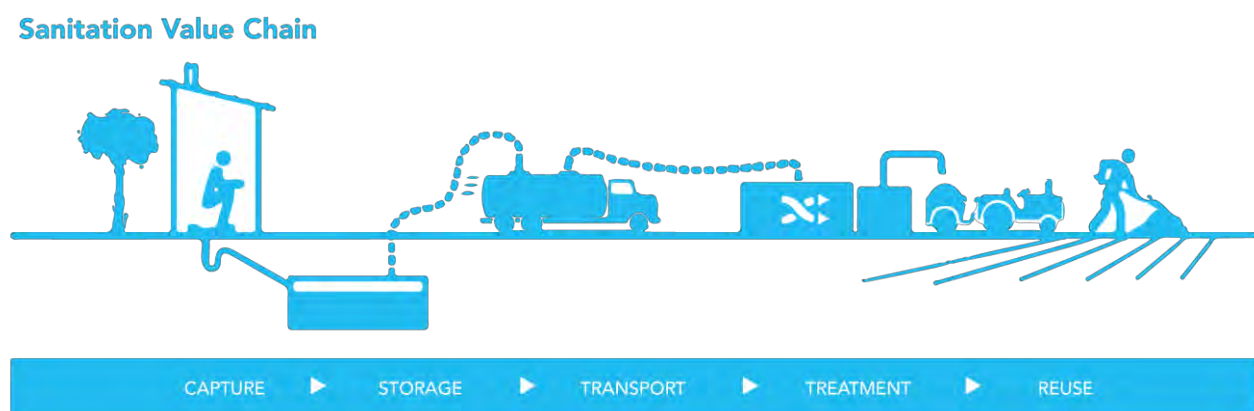 Sanitation Value Chain
CAPTURE ▶ STORAGE ▶ TRANSPORT ▶ TREATMENT ▶ REUSE